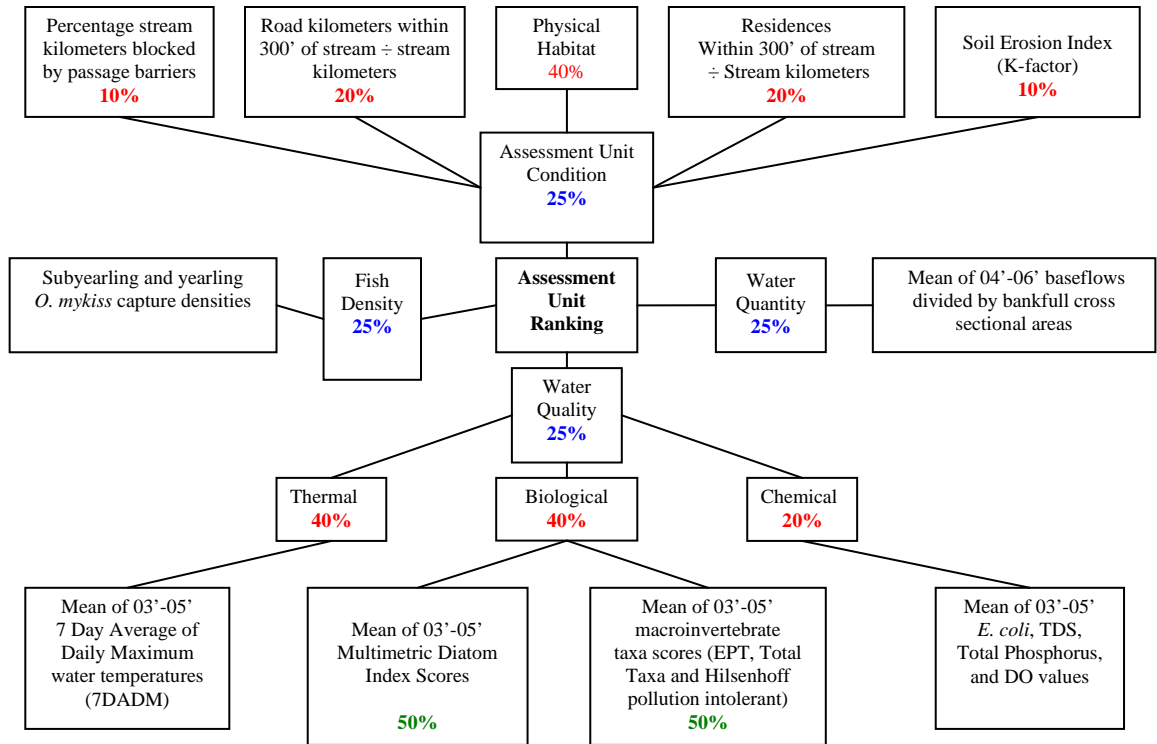 Percentage stream
kilometers blocked
by passage barriers
10%
Road kilometers within
300’ of stream ÷ stream
kilometers
20%
Physical
Habitat
40%
Residences
Within 300’ of stream
÷ Stream kilometers
20%
Soil Erosion Index
(K-factor)
10%
Assessment Unit
Condition
25%
Subyearling and yearling
O. mykiss capture densities
Fish
Density
25%
Assessment
Unit
Ranking
Water
Quantity
25%
Mean of 04’-06’ baseflows
divided by bankfull cross
sectional areas
Water
Quality
25%
Thermal
40%
Biological
40%
Chemical
20%
Mean of 03’-05’
7 Day Average of
Daily Maximum
water temperatures
(7DADM)
Mean of 03’-05’
Multimetric Diatom
Index Scores
50%
Mean of 03’-05’
macroinvertebrate
taxa scores (EPT, Total
Taxa and Hilsenhoff
pollution intolerant)
50%
Mean of 03’-05’
E. coli, TDS,
Total Phosphorus,
and DO values